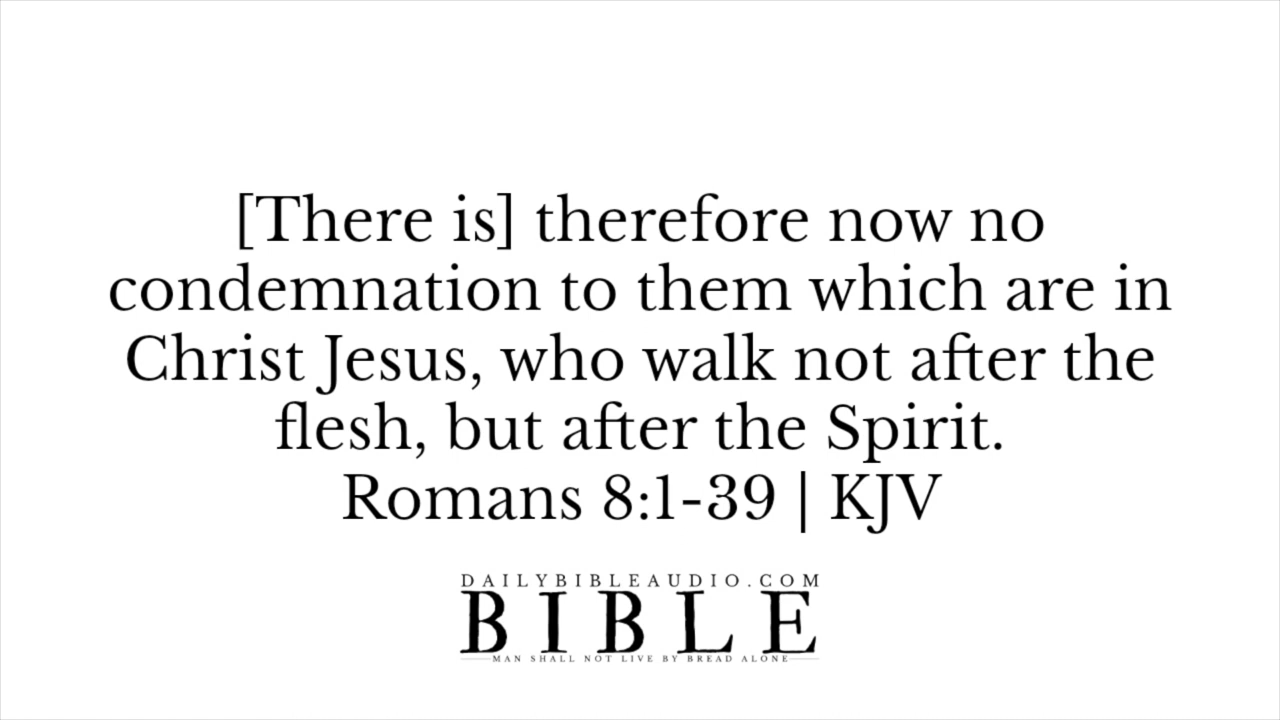 [There is] therefore now no
condemnation to them which are in
Christ Jesus, who walk not after the
flesh, but after the Spirit.
Romans 8:1-39 | KJV
DAILYBIBLEAUDIO.COM
BIBLE
MAN SHALL NOT LIVE BY BREAD ALONE